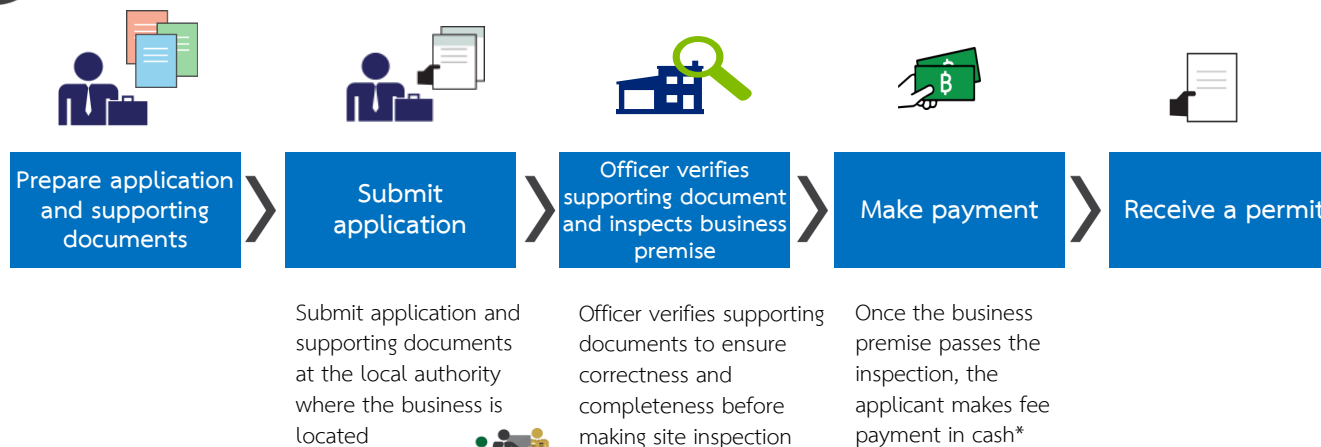 Prepare application
and supporting
documents
Submit
application
Officer verifies
supporting document
and inspects business
premise
Make payment
Receive a permit
Submit application and
supporting documents
at the local authority
where the business is
located
Officer verifies supporting
documents to ensure
correctness and
completeness before
making site inspection
Once the business
premise passes the
inspection, the
applicant makes fee
payment in cash*
฿